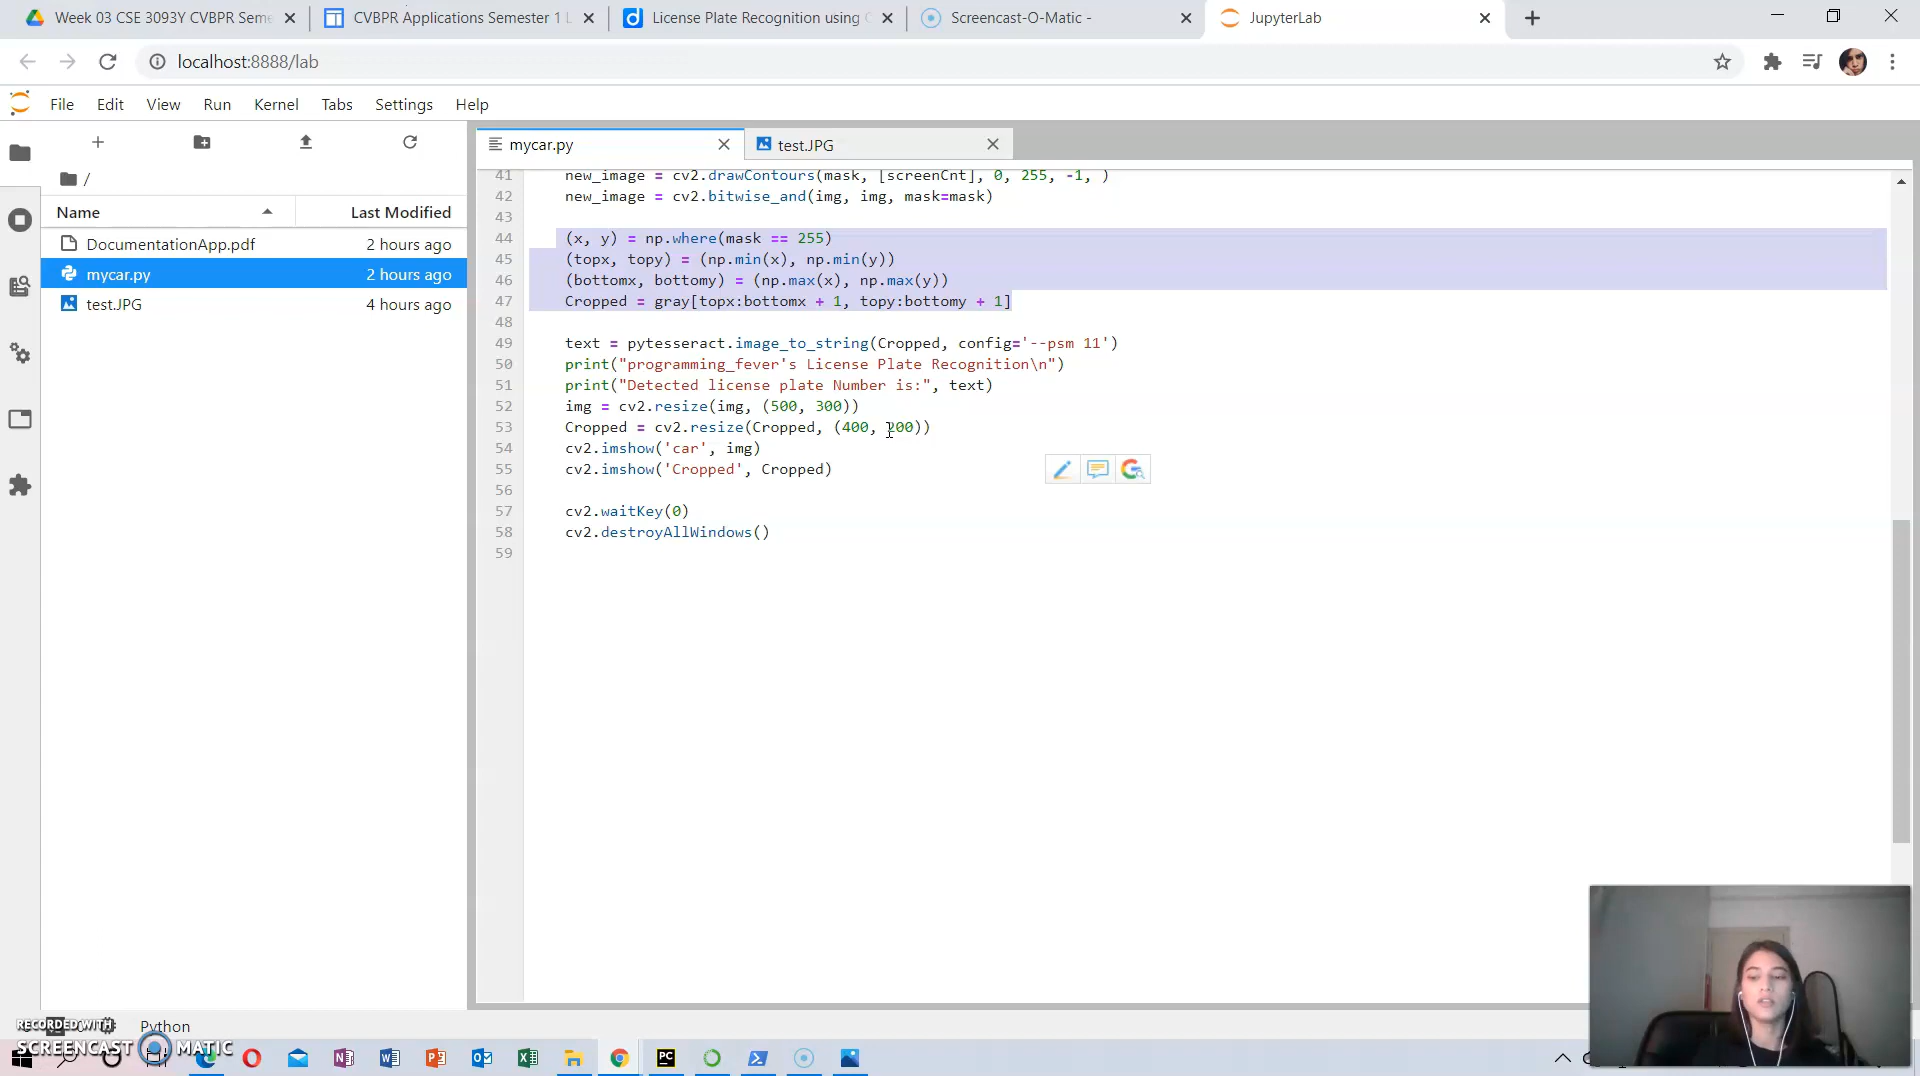 Week 03 CSE 3093Y CVBPR Seme
CVBPR Applications Semester 1 L
License Plate Recognition using
Screencast-O-Matic -
JupyterLab
localhost:8888/lab
File Edit View Run Kernel Tabs Settings Help
/
Name Last Modified
DocumentationApp.pdf 2 hours ago
mycar.py 2 hours ago
test.JPG 4 hours ago
mycar.py
test.JPG
41 new_image = cv2.drawContours(mask, [screenCnt], 0, 255, -1, )
42 new_image = cv2.bitwise_and(img, img, mask=mask)
43
44 (x, y) = np.where(mask == 255)
45 (topx, topy) = (np.min(x), np.min(y))
46 (bottomx, bottomy) = (np.max(x), np.max(y))
47 Cropped = gray[topx:bottomx + 1, topy:bottomy + 1]
48
49 text = pytesseract.image_to_string(Cropped, config='--psm 11')
50 print("programming_fever's License Plate Recognition\n")
51 print("Detected license plate Number is:", text)
52 img = cv2.resize(img, (500, 300))
53 Cropped = cv2.resize(Cropped, (400, 200))
54 cv2.imshow('car', img)
55 cv2.imshow('Cropped', Cropped)
56
57 cv2.waitKey(0)
58 cv2.destroyAllWindows()
59
Python
RECORDED WITH
SCREENCAST MATIC